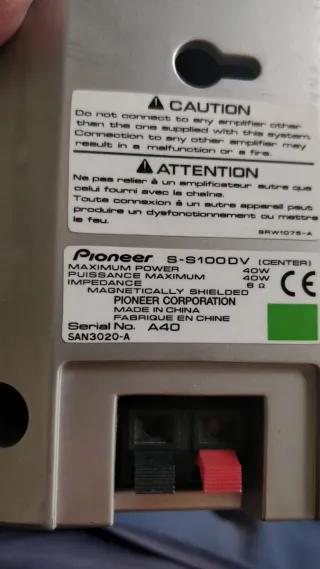 ⚠ CAUTION
Do not connect to any amplifier other
than the one supplied with this system.
Connection to any other amplifier may
result in a malfunction or a fire.
⚠ ATTENTION
Ne pas relier à un amplificateur autre que
celui fourni avec la chaîne.
Toute connexion à un autre appareil peut
produire un dysfonctionnement ou mettre
le feu.
SRW1075-A
Pioneer S-S100DV (CENTER)
MAXIMUM POWER 40W
PUISSANCE MAXIMUM 40W
IMPEDANCE 6 Ω
MAGNETICALLY SHIELDED
CE
PIONEER CORPORATION
MADE IN CHINA
FABRIQUE EN CHINE
Serial No. A40
SAN3020-A